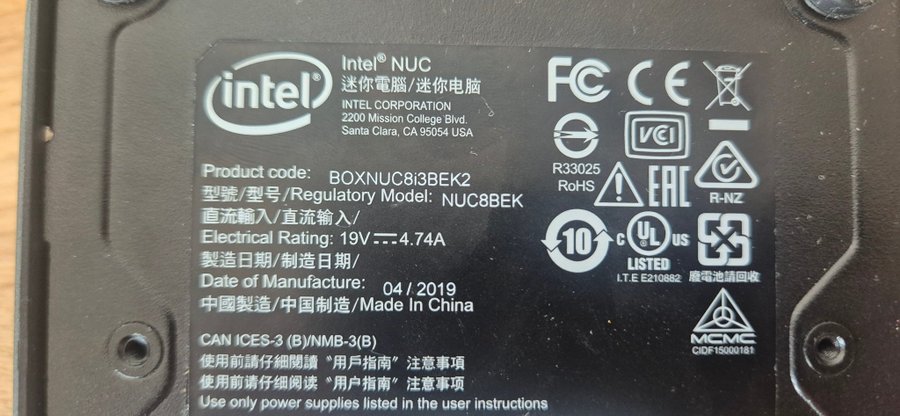 intel®
Intel® NUC
迷你電腦/迷你电脑
INTEL CORPORATION
2200 Mission College Blvd.
Santa Clara, CA 95054 USA
Product code: BOXNUC8i3BEK2
型號/型号/Regulatory Model: NUC8BEK
直流輸入/直流输入/
Electrical Rating: 19V⎓4.74A
製造日期/制造日期/
Date of Manufacture: 04 / 2019
中國製造/中国制造/Made In China
CAN ICES-3 (B)/NMB-3(B)
使用前請仔細閱讀〝用戶指南〞注意事項
使用前请仔细阅读〝用户指南〞注意事项
Use only power supplies listed in the user instructions
FC CE
R33025
RoHS
VCCI
EAC
R-NZ
10
C UL US
LISTED
I.T.E E210882
廢電池請回收
MCMC
CIDF15000181